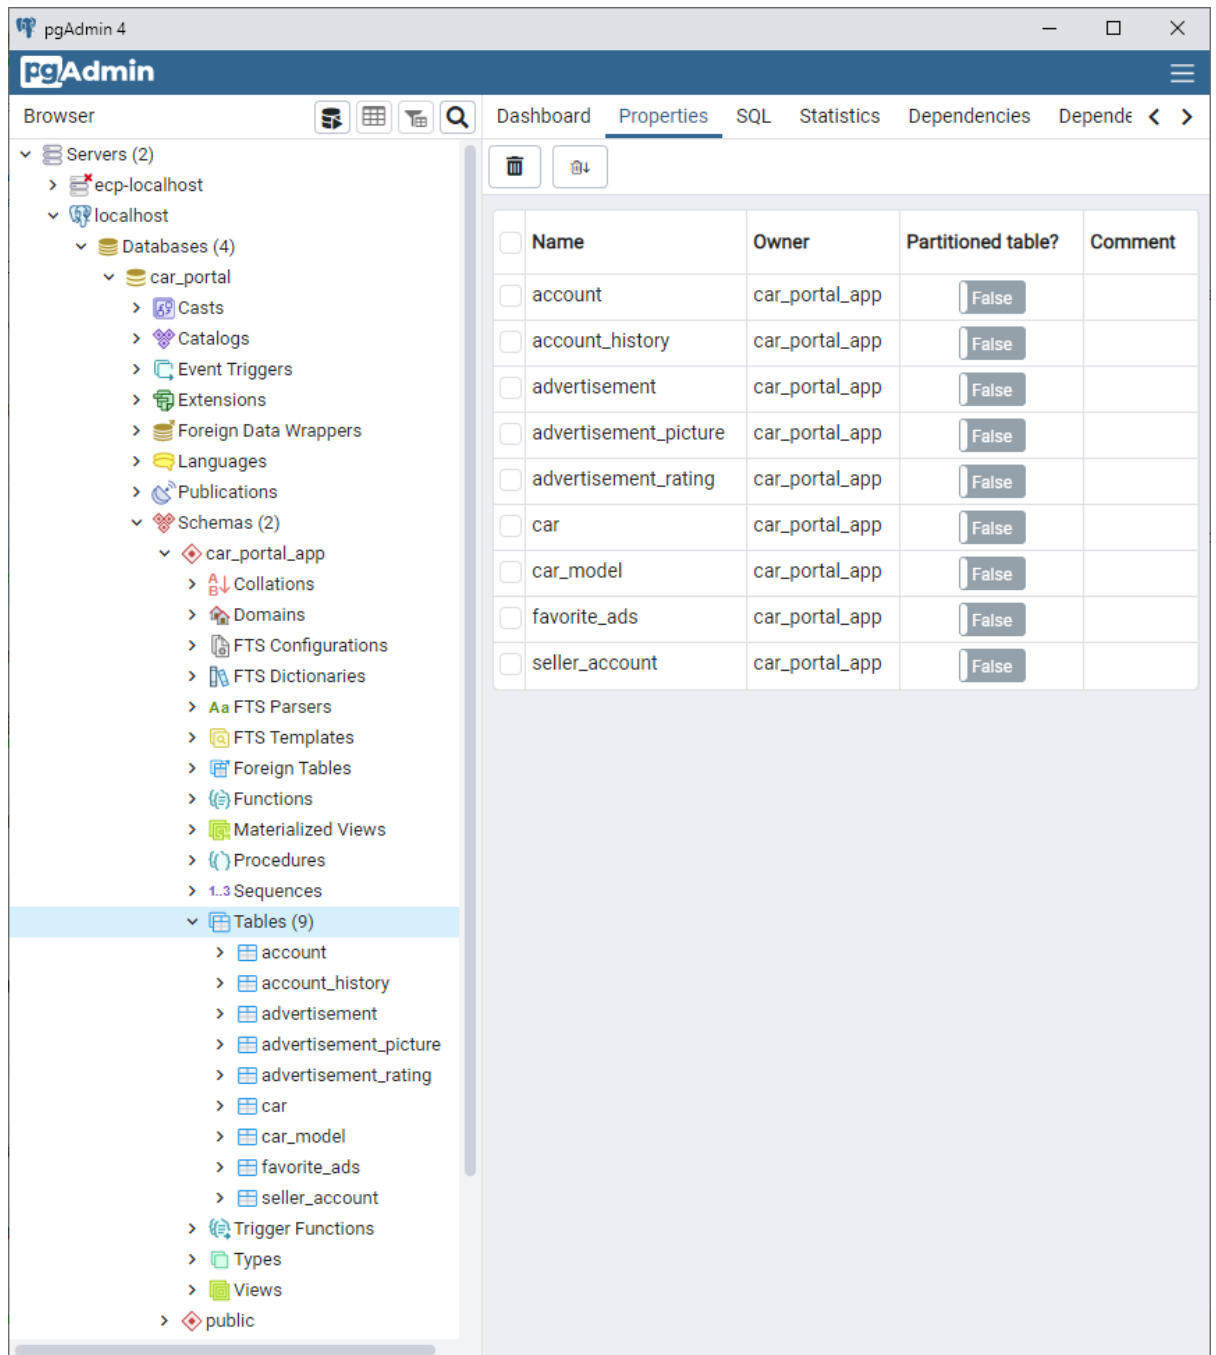 pgAdmin 4
pgAdmin
Browser
Dashboard Properties SQL Statistics Dependencies Depende
Servers (2)
ecp-localhost
localhost
Databases (4)
car_portal
Casts
Catalogs
Event Triggers
Extensions
Foreign Data Wrappers
Languages
Publications
Schemas (2)
car_portal_app
Collations
Domains
FTS Configurations
FTS Dictionaries
Aa FTS Parsers
FTS Templates
Foreign Tables
Functions
Materialized Views
Procedures
1..3 Sequences
Tables (9)
account
account_history
advertisement
advertisement_picture
advertisement_rating
car
car_model
favorite_ads
seller_account
Trigger Functions
Types
Views
public
Name Owner Partitioned table? Comment
account car_portal_app False
account_history car_portal_app False
advertisement car_portal_app False
advertisement_picture car_portal_app False
advertisement_rating car_portal_app False
car car_portal_app False
car_model car_portal_app False
favorite_ads car_portal_app False
seller_account car_portal_app False